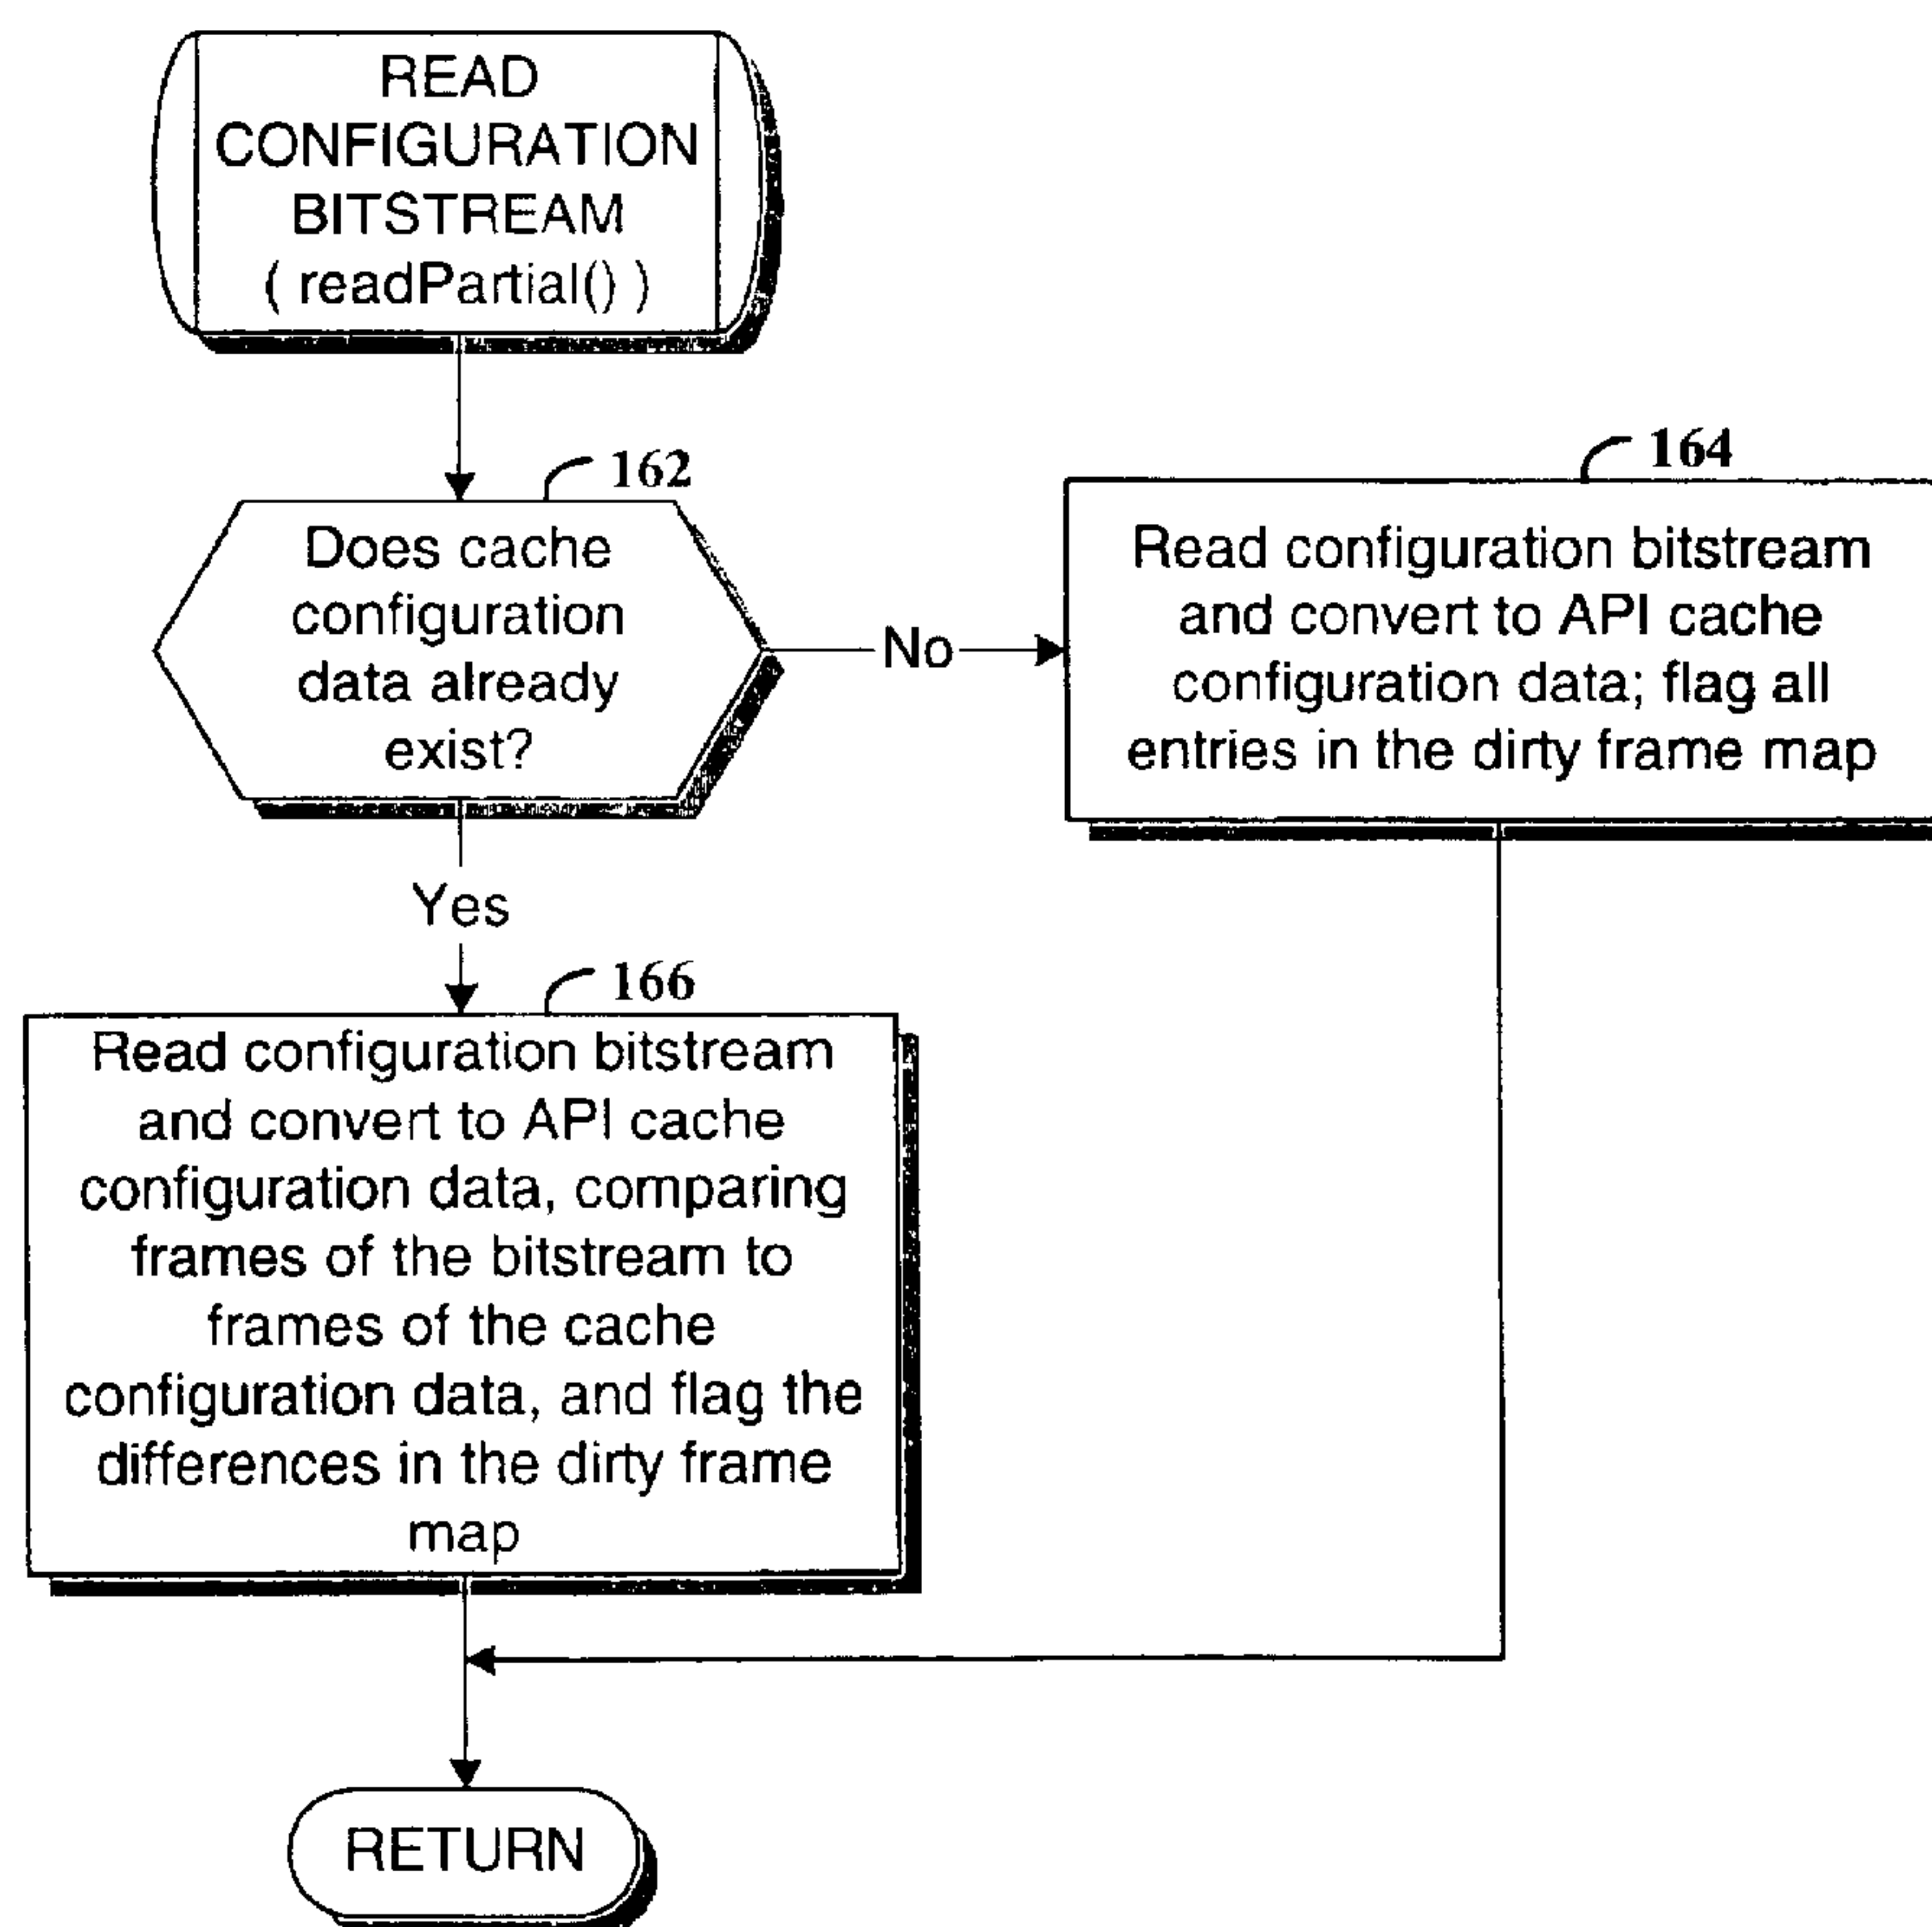 READ
CONFIGURATION
BITSTREAM
( readPartial() )
162
Does cache
configuration
data already
exist?
No
164
Read configuration bitstream
and convert to API cache
configuration data; flag all
entries in the dirty frame map
Yes
166
Read configuration bitstream
and convert to API cache
configuration data, comparing
frames of the bitstream to
frames of the cache
configuration data, and flag the
differences in the dirty frame
map
RETURN